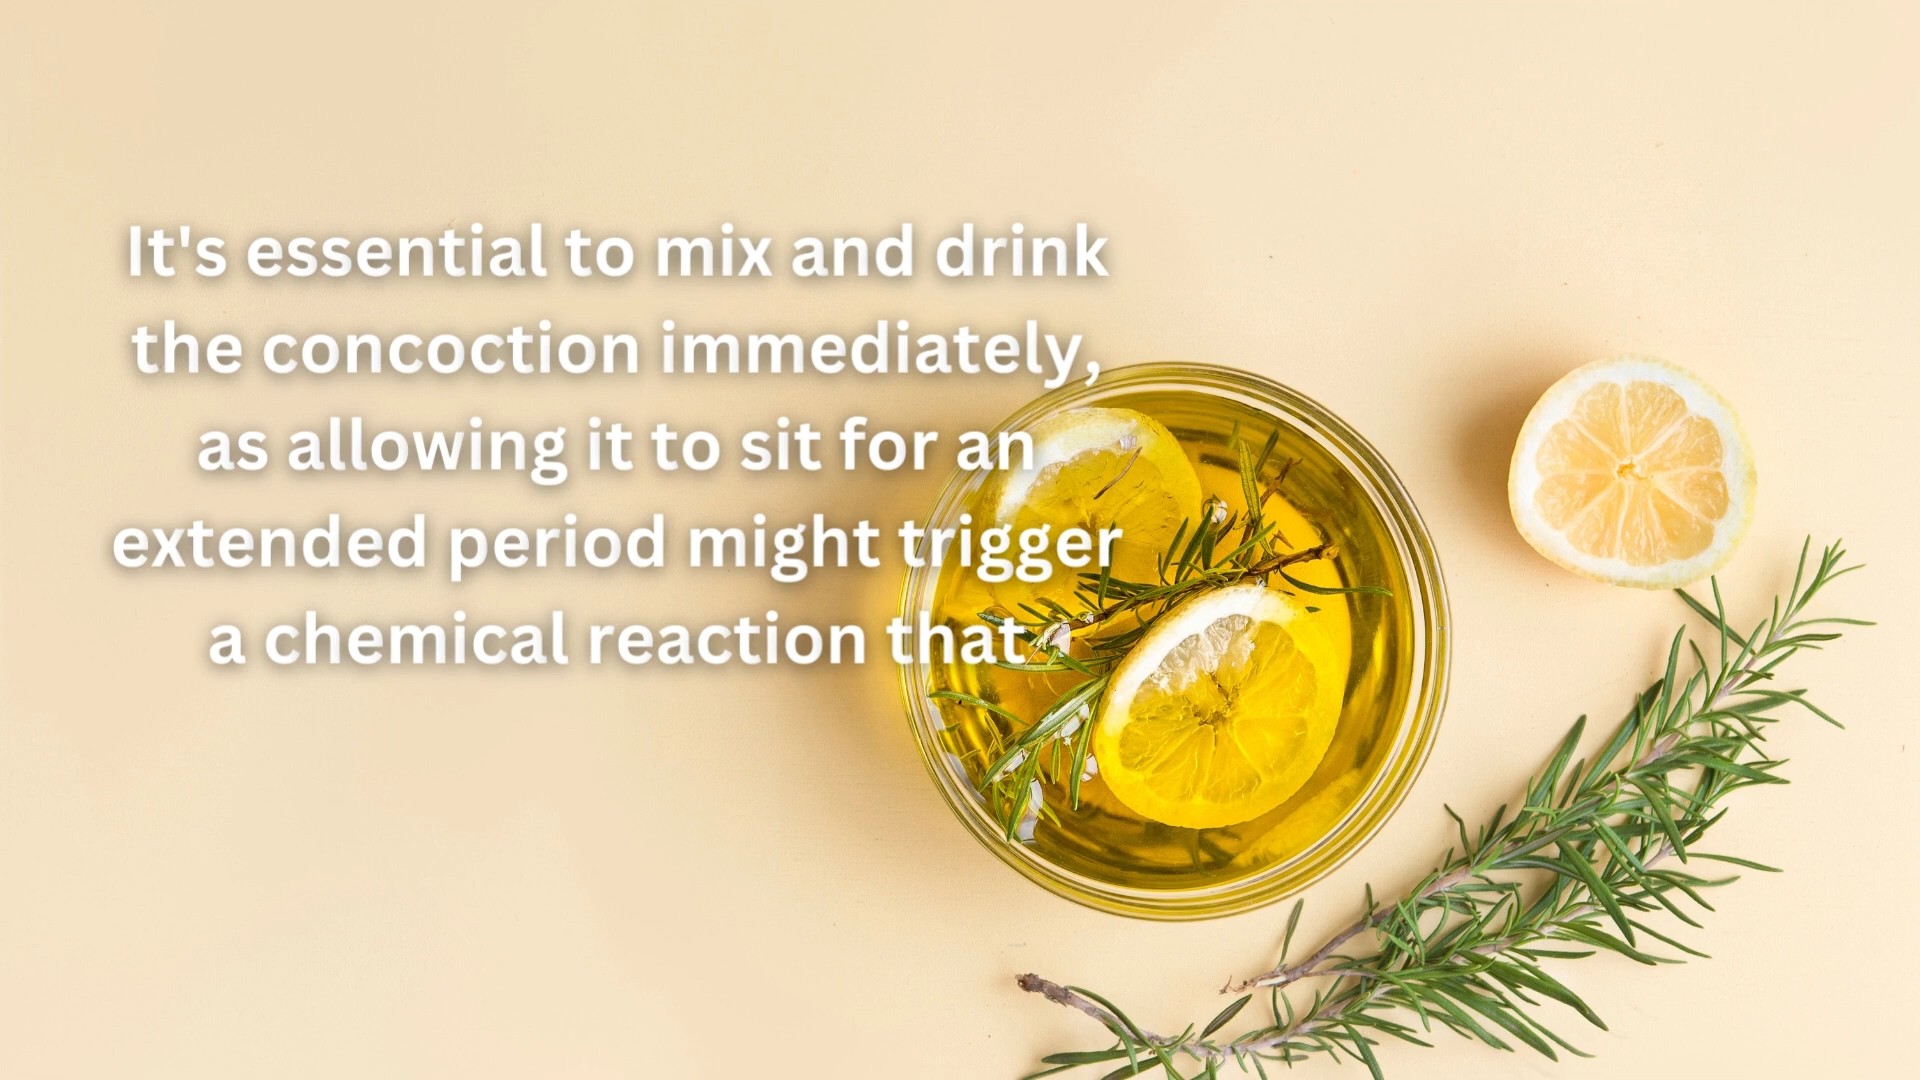 It's essential to mix and drink
the concoction immediately,
as allowing it to sit for an
extended period might trigger
a chemical reaction that